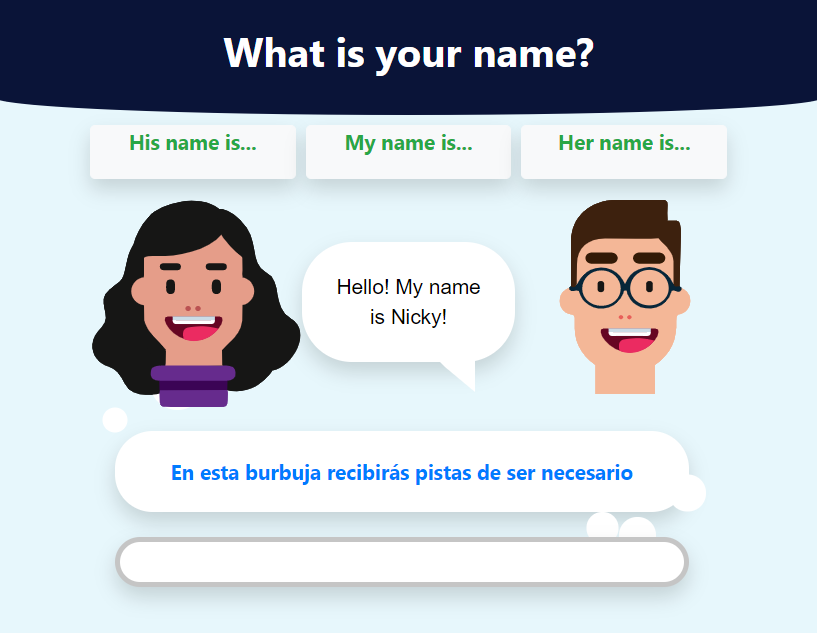 What is your name?
His name is...
My name is...
Her name is...
Hello! My name
is Nicky!
En esta burbuja recibirás pistas de ser necesario